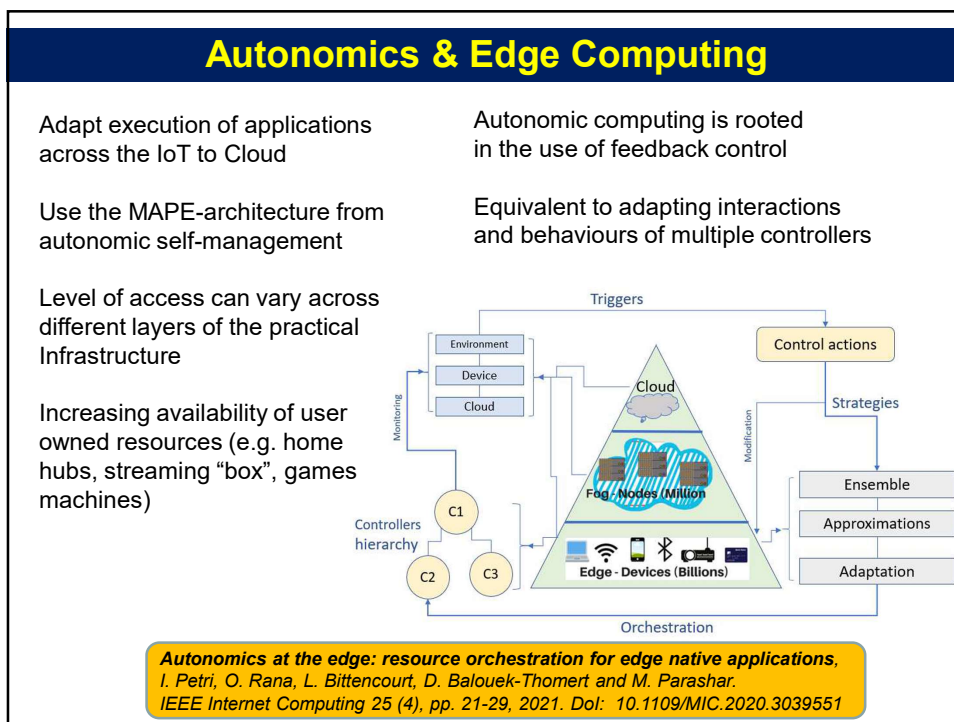 Autonomics & Edge Computing
Adapt execution of applications
across the IoT to Cloud
Use the MAPE-architecture from
autonomic self-management
Level of access can vary across
different layers of the practical
Infrastructure
Increasing availability of user
owned resources (e.g. home
hubs, streaming “box”, games
machines)
Autonomic computing is rooted
in the use of feedback control
Equivalent to adapting interactions
and behaviours of multiple controllers
Triggers
Environment
Device
Cloud
Monitoring
Control actions
Cloud
Strategies
Modification
Fog - Nodes (Million
Ensemble
Approximations
Adaptation
C1
Controllers
hierarchy
C2
C3
Edge - Devices (Billions)
Orchestration
Autonomics at the edge: resource orchestration for edge native applications,
I. Petri, O. Rana, L. Bittencourt, D. Balouek-Thomert and M. Parashar.
IEEE Internet Computing 25 (4), pp. 21-29, 2021. DoI: 10.1109/MIC.2020.3039551